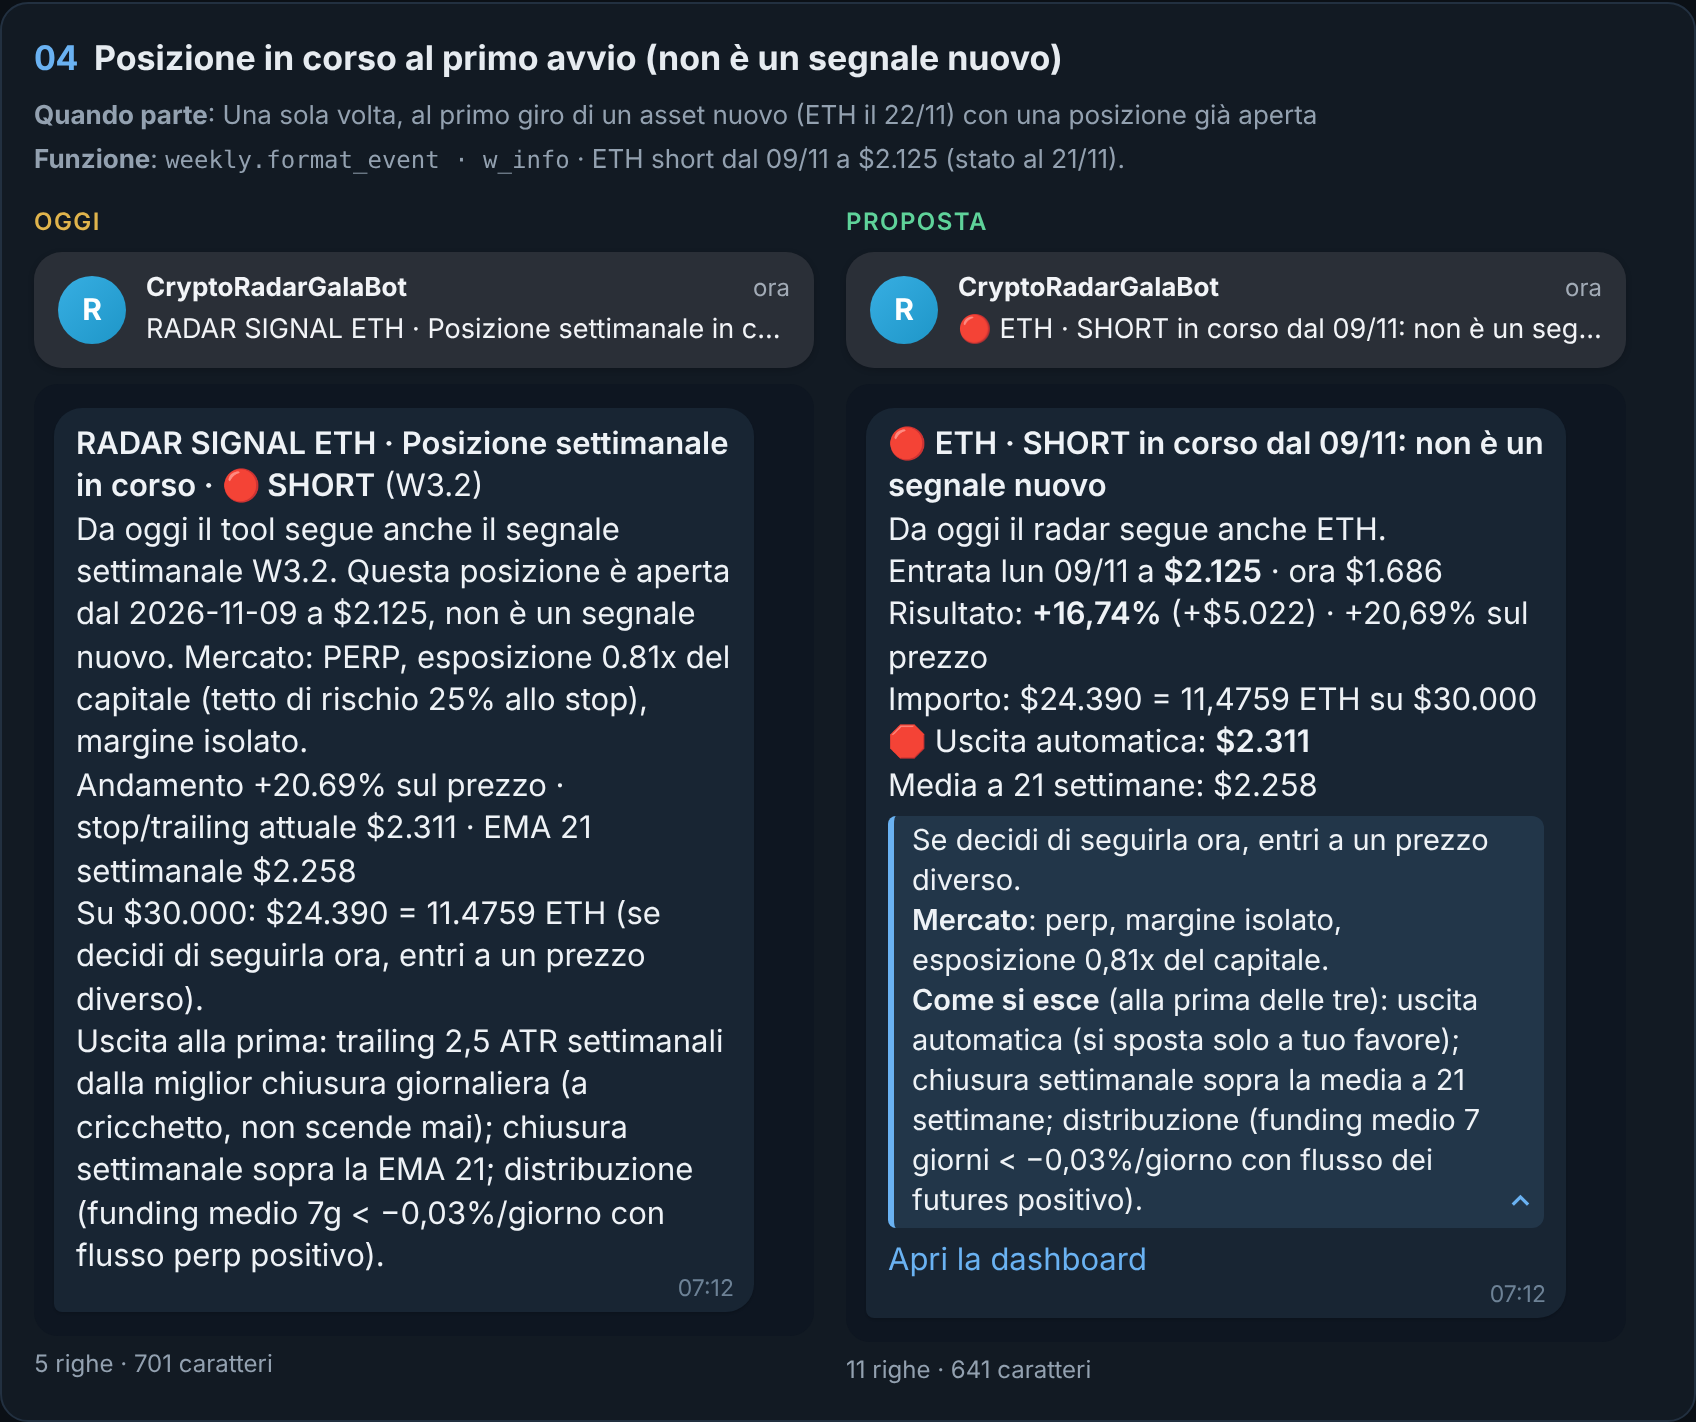 04 Posizione in corso al primo avvio (non è un segnale nuovo)
Quando parte: Una sola volta, al primo giro di un asset nuovo (ETH il 22/11) con una posizione già aperta
Funzione: weekly.format_event · w_info · ETH short dal 09/11 a $2.125 (stato al 21/11).
OGGI
R
CryptoRadarGalaBot
ora
RADAR SIGNAL ETH · Posizione settimanale in c...
RADAR SIGNAL ETH · Posizione settimanale
in corso · 🔴 SHORT (W3.2)
Da oggi il tool segue anche il segnale
settimanale W3.2. Questa posizione è aperta
dal 2026-11-09 a $2.125, non è un segnale
nuovo. Mercato: PERP, esposizione 0.81x del
capitale (tetto di rischio 25% allo stop),
margine isolato.
Andamento +20.69% sul prezzo ·
stop/trailing attuale $2.311 · EMA 21
settimanale $2.258
Su $30.000: $24.390 = 11.4759 ETH (se
decidi di seguirla ora, entri a un prezzo
diverso).
Uscita alla prima: trailing 2,5 ATR settimanali
dalla miglior chiusura giornaliera (a
cricchetto, non scende mai); chiusura
settimanale sopra la EMA 21; distribuzione
(funding medio 7g < −0,03%/giorno con
flusso perp positivo).
07:12
5 righe · 701 caratteri
PROPOSTA
R
CryptoRadarGalaBot
ora
🔴 ETH · SHORT in corso dal 09/11: non è un seg...
🔴 ETH · SHORT in corso dal 09/11: non è un
segnale nuovo
Da oggi il radar segue anche ETH.
Entrata lun 09/11 a $2.125 · ora $1.686
Risultato: +16,74% (+$5.022) · +20,69% sul
prezzo
Importo: $24.390 = 11,4759 ETH su $30.000
🛑 Uscita automatica: $2.311
Media a 21 settimane: $2.258
Se decidi di seguirla ora, entri a un prezzo
diverso.
Mercato: perp, margine isolato,
esposizione 0,81x del capitale.
Come si esce (alla prima delle tre): uscita
automatica (si sposta solo a tuo favore);
chiusura settimanale sopra la media a 21
settimane; distribuzione (funding medio 7
giorni < −0,03%/giorno con flusso dei
futures positivo).
Apri la dashboard
07:12
11 righe · 641 caratteri